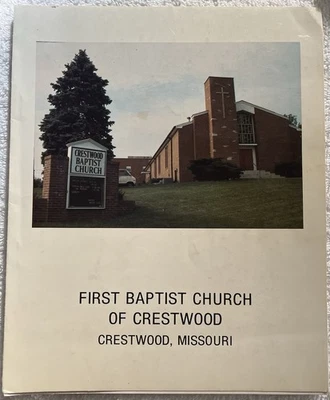 CRESTWOOD
BAPTIST
CHURCH
FIRST BAPTIST CHURCH
OF CRESTWOOD
CRESTWOOD, MISSOURI